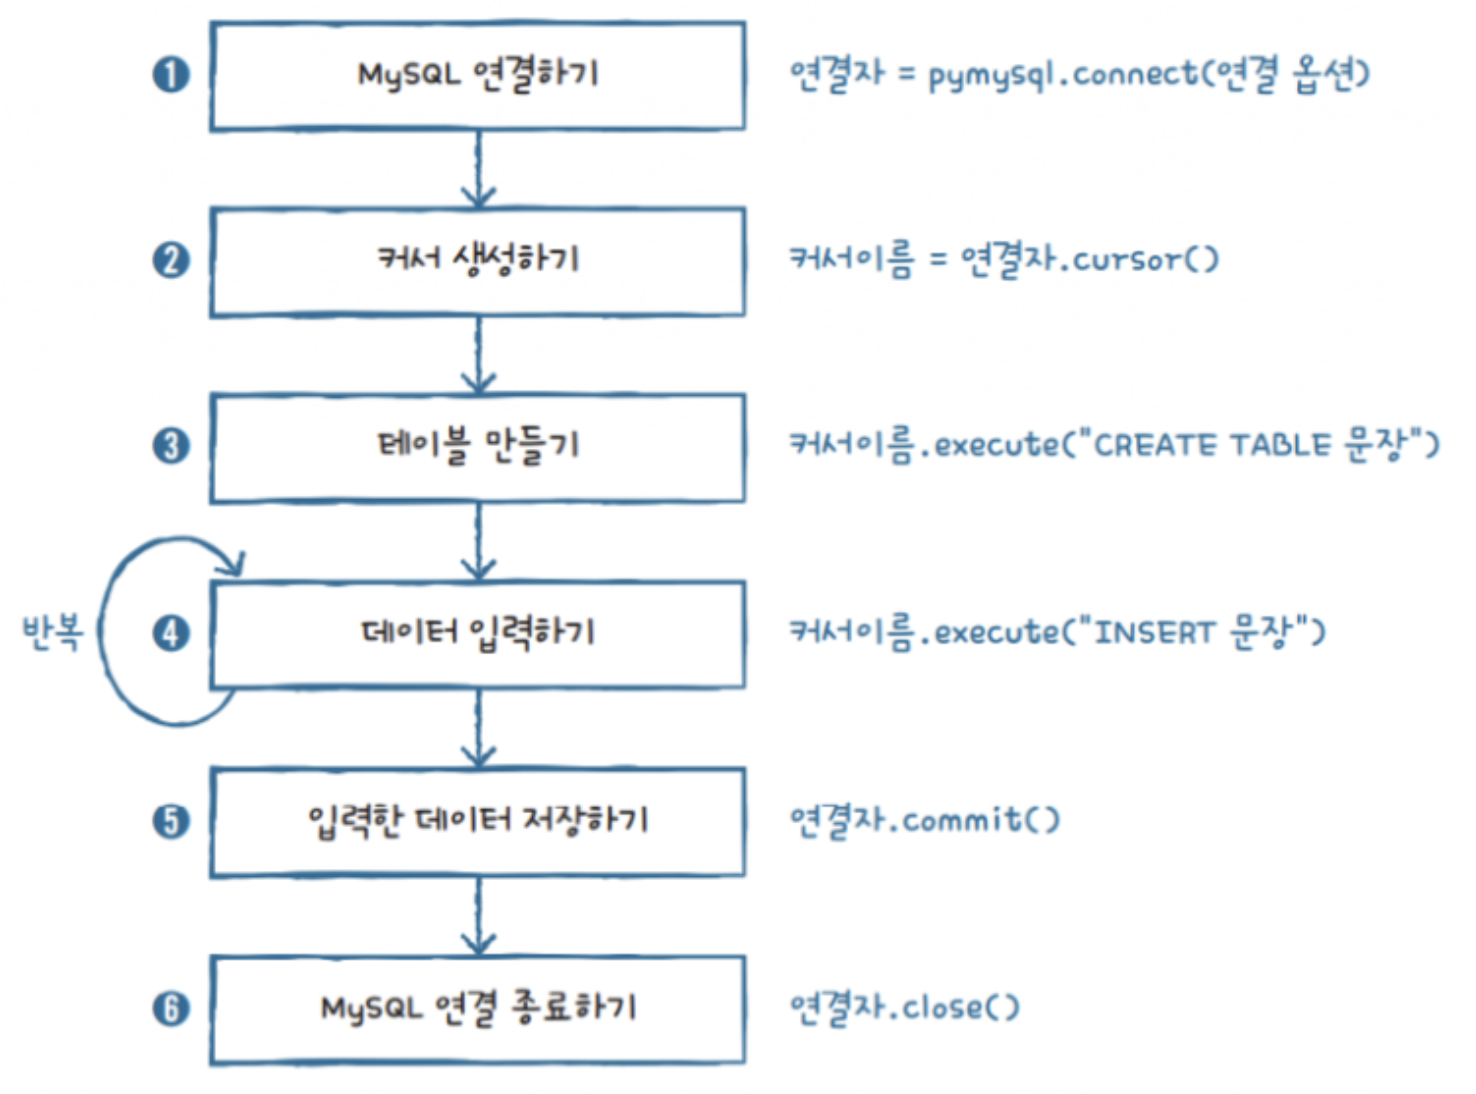 ❶ MySQL 연결하기 연결자 = pymysql.connect(연결 옵션)
❷ 커서 생성하기 커서이름 = 연결자.cursor()
❸ 테이블 만들기 커서이름.execute("CREATE TABLE 문장")
반복 ❹ 데이터 입력하기 커서이름.execute("INSERT 문장")
❺ 입력한 데이터 저장하기 연결자.commit()
❻ MySQL 연결 종료하기 연결자.close()